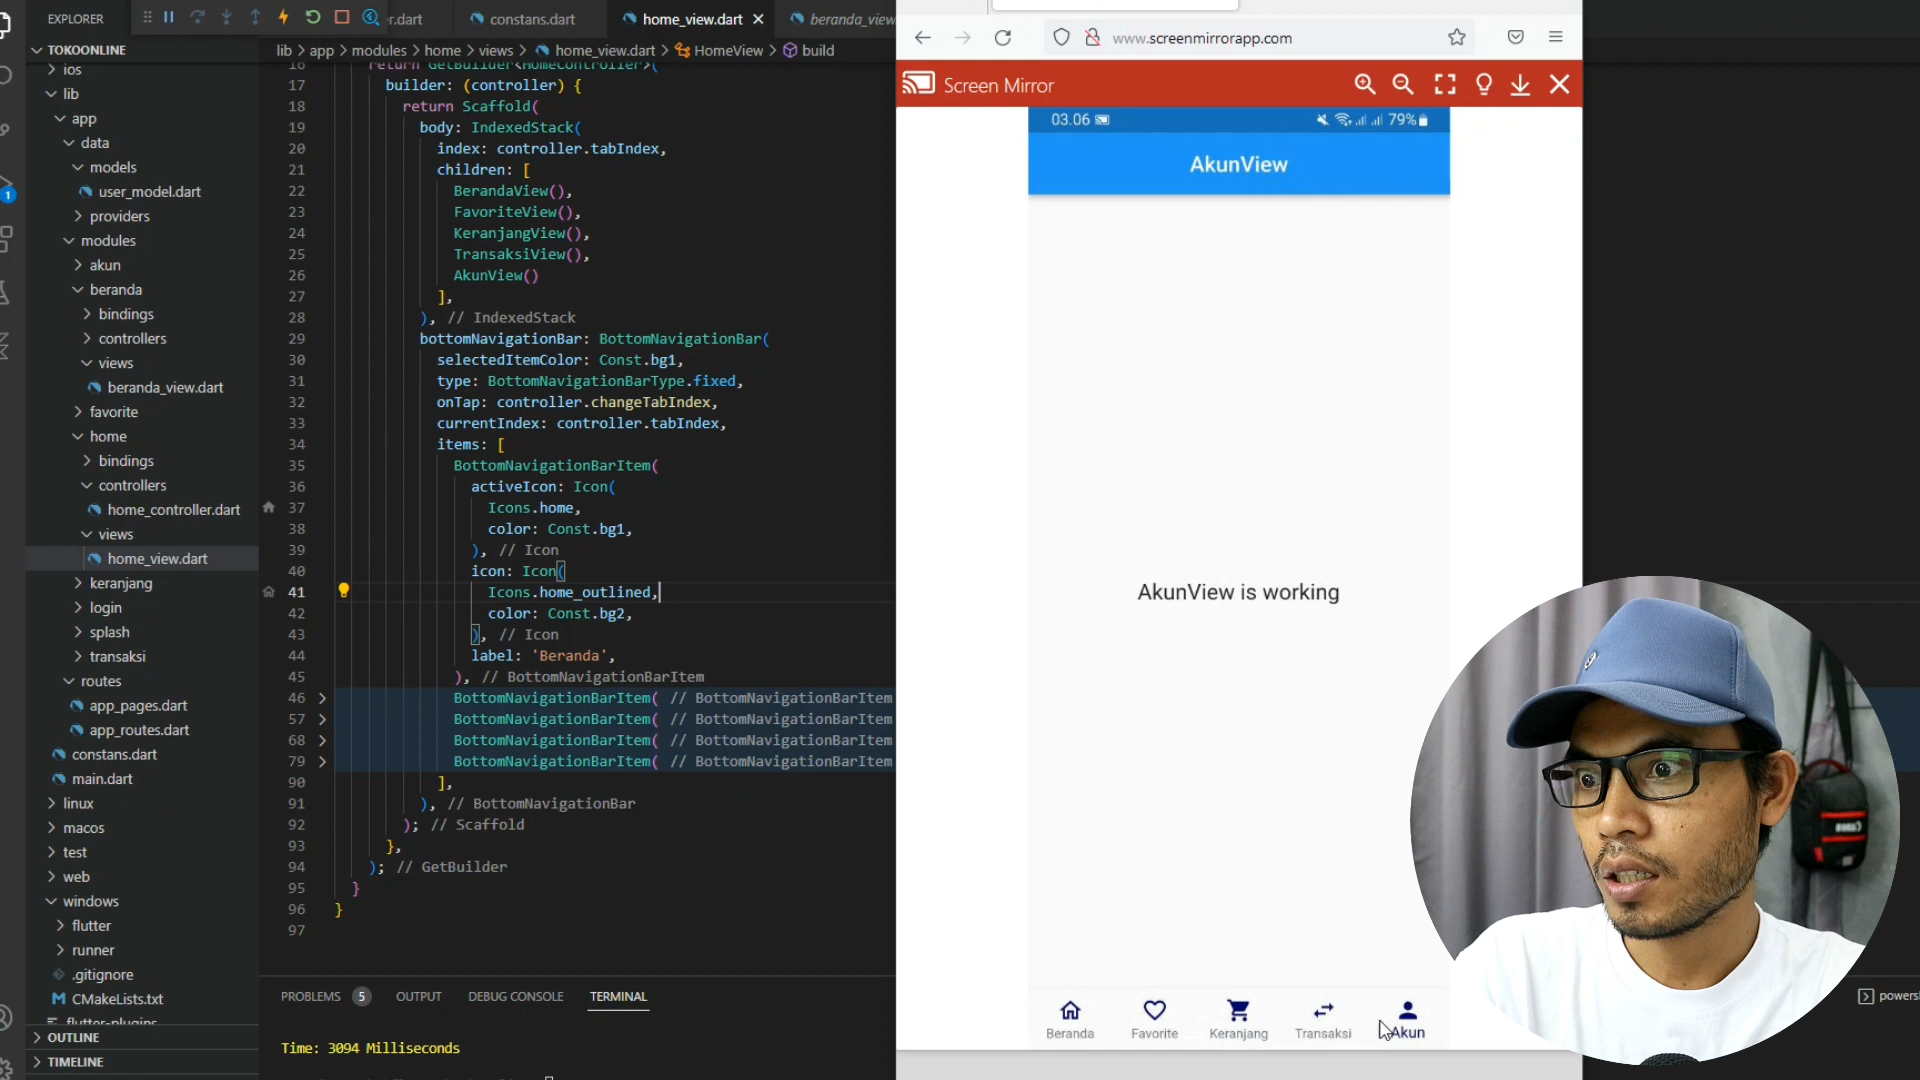 EXPLORER
TOKOONLINE
ios
lib
app
data
models
user_model.dart
providers
modules
akun
beranda
bindings
controllers
views
beranda_view.dart
favorite
home
bindings
controllers
home_controller.dart
views
home_view.dart
keranjang
login
splash
transaksi
routes
app_pages.dart
app_routes.dart
constans.dart
main.dart
linux
macos
test
web
windows
flutter
runner
.gitignore
CMakeLists.txt
flutter-plugins
OUTLINE
TIMELINE
1
r.dart
constans.dart
home_view.dart
beranda_view
lib > app > modules > home > views > home_view.dart > HomeView > build
16 return GetBuilder<HomeController>(
17 builder: (controller) {
18 return Scaffold(
19 body: IndexedStack(
20 index: controller.tabIndex,
21 children: [
22 BerandaView(),
23 FavoriteView(),
24 KeranjangView(),
25 TransaksiView(),
26 AkunView()
27 ],
28 ), // IndexedStack
29 bottomNavigationBar: BottomNavigationBar(
30 selectedItemColor: Const.bg1,
31 type: BottomNavigationBarType.fixed,
32 onTap: controller.changeTabIndex,
33 currentIndex: controller.tabIndex,
34 items: [
35 BottomNavigationBarItem(
36 activeIcon: Icon(
37 Icons.home,
38 color: Const.bg1,
39 ), // Icon
40 icon: Icon(
41 Icons.home_outlined,
42 color: Const.bg2,
43 ), // Icon
44 label: 'Beranda',
45 ), // BottomNavigationBarItem
46 BottomNavigationBarItem( // BottomNavigationBarItem
57 BottomNavigationBarItem( // BottomNavigationBarItem
68 BottomNavigationBarItem( // BottomNavigationBarItem
79 BottomNavigationBarItem( // BottomNavigationBarItem
90 ],
91 ), // BottomNavigationBar
92 ); // Scaffold
93 },
94 ); // GetBuilder
95 }
96 }
97
PROBLEMS 5 OUTPUT DEBUG CONSOLE TERMINAL
Time: 3094 Milliseconds
www.screenmirrorapp.com
Screen Mirror
03.06 79%
AkunView
AkunView is working
Beranda Favorite Keranjang Transaksi Akun
powers